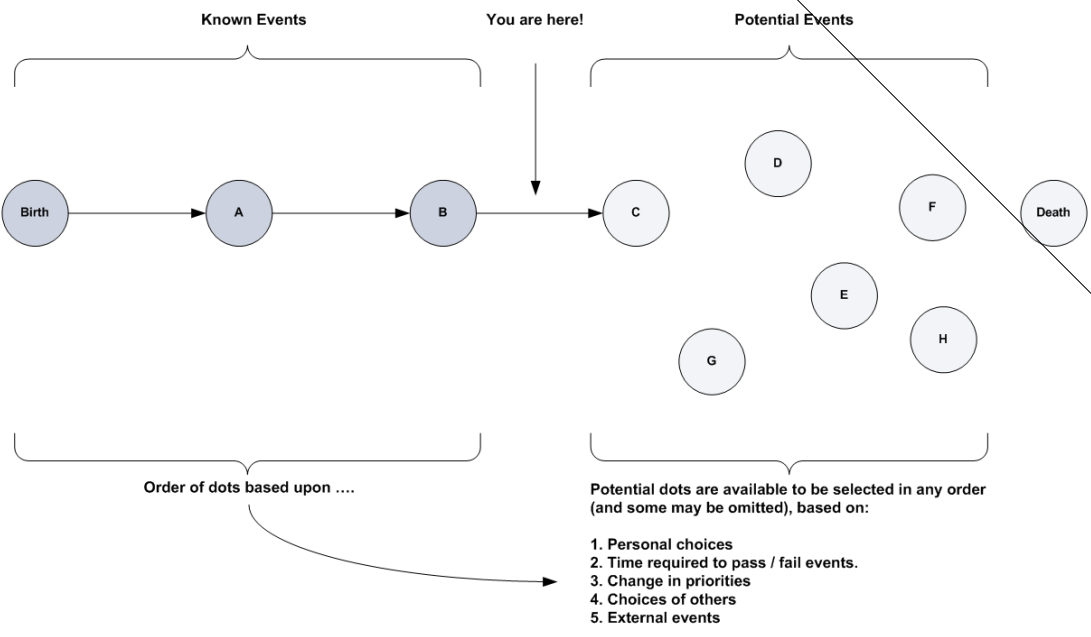 Known Events
You are here!
Potential Events
D
Birth
A
B
C
F
Death
E
H
G
Order of dots based upon ....
Potential dots are available to be selected in any order
(and some may be omitted), based on:
1. Personal choices
2. Time required to pass / fail events.
3. Change in priorities
4. Choices of others
5. External events